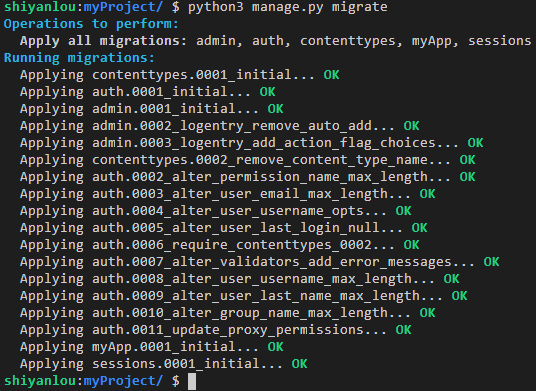 shiyanlou:myProject/ $ python3 manage.py migrate
Operations to perform:
  Apply all migrations: admin, auth, contenttypes, myApp, sessions
Running migrations:
  Applying contenttypes.0001_initial... OK
  Applying auth.0001_initial... OK
  Applying admin.0001_initial... OK
  Applying admin.0002_logentry_remove_auto_add... OK
  Applying admin.0003_logentry_add_action_flag_choices... OK
  Applying contenttypes.0002_remove_content_type_name... OK
  Applying auth.0002_alter_permission_name_max_length... OK
  Applying auth.0003_alter_user_email_max_length... OK
  Applying auth.0004_alter_user_username_opts... OK
  Applying auth.0005_alter_user_last_login_null... OK
  Applying auth.0006_require_contenttypes_0002... OK
  Applying auth.0007_alter_validators_add_error_messages... OK
  Applying auth.0008_alter_user_username_max_length... OK
  Applying auth.0009_alter_user_last_name_max_length... OK
  Applying auth.0010_alter_group_name_max_length... OK
  Applying auth.0011_update_proxy_permissions... OK
  Applying myApp.0001_initial... OK
  Applying sessions.0001_initial... OK
shiyanlou:myProject/ $